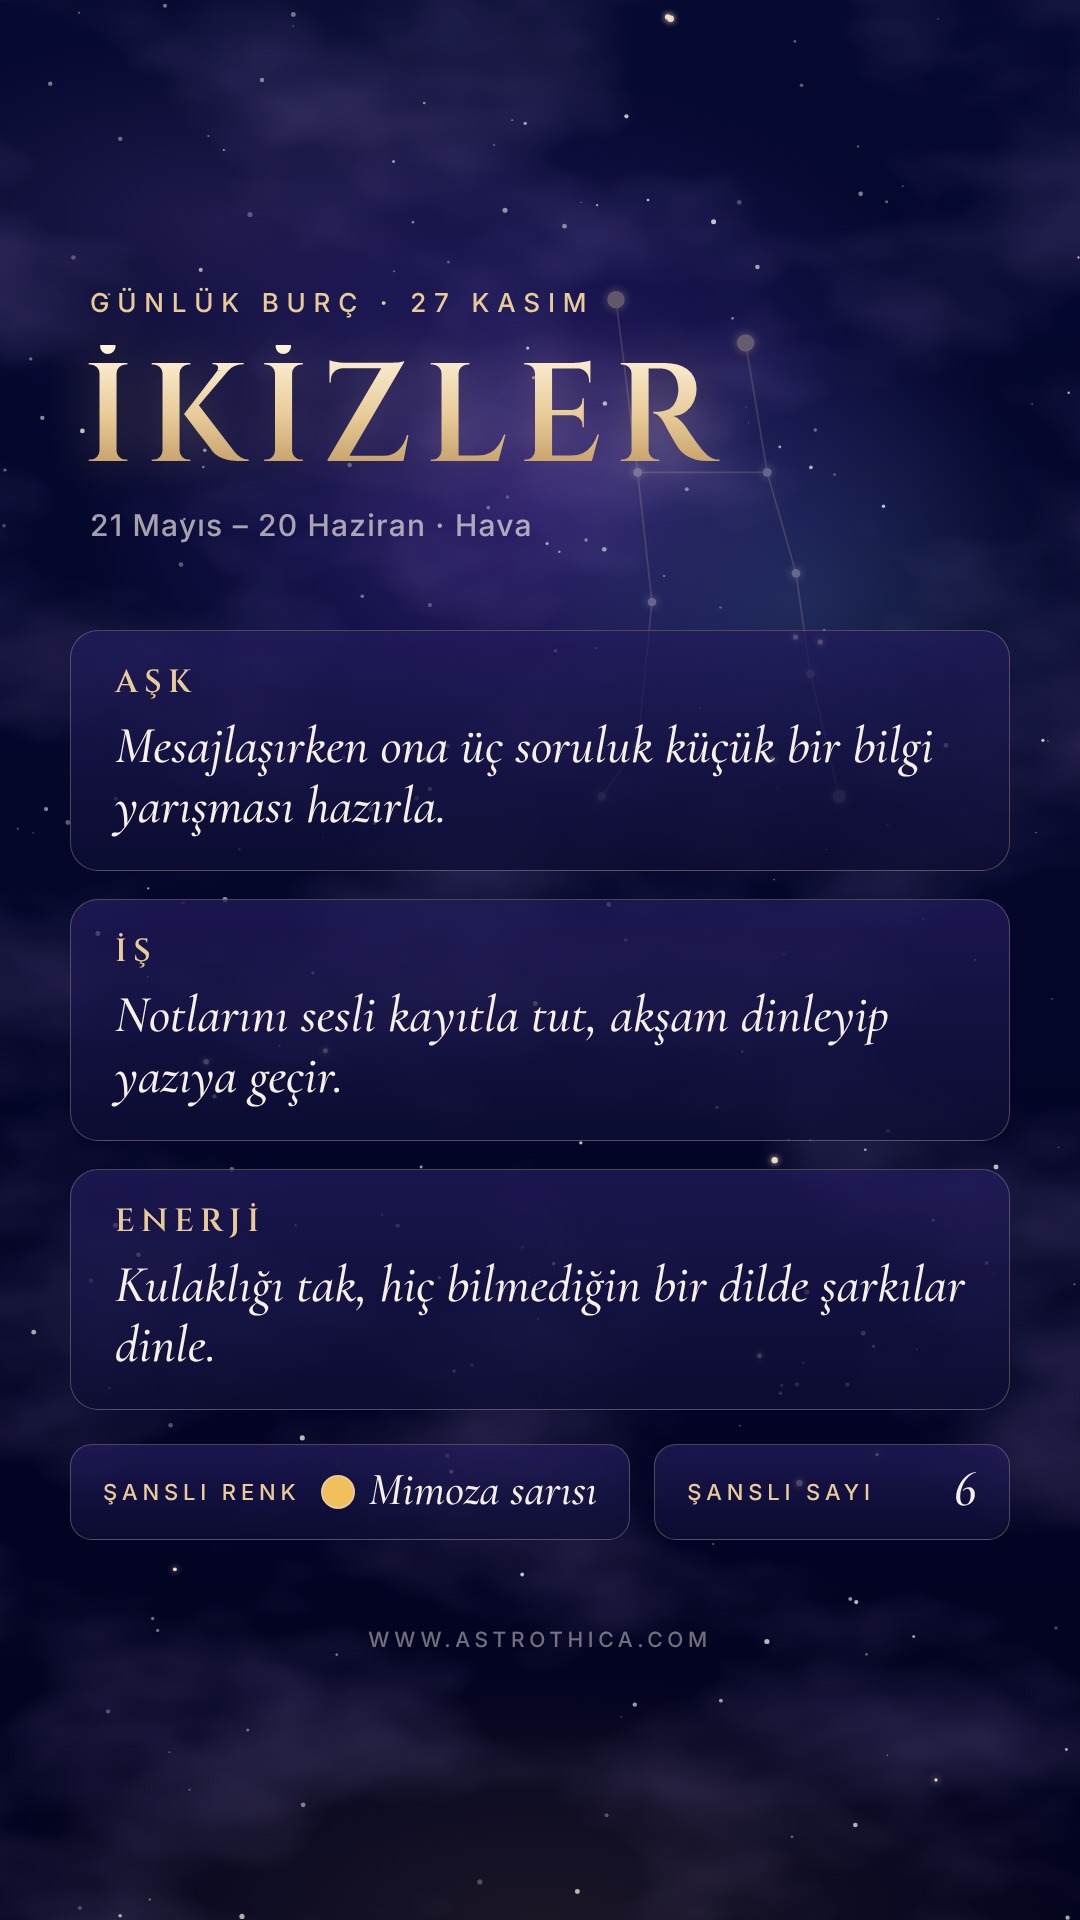 GÜNLÜK BURÇ · 27 KASIM
İKİZLER
21 Mayıs – 20 Haziran · Hava
AŞK
Mesajlaşırken ona üç soruluk küçük bir bilgi
yarışması hazırla.
İŞ
Notlarını sesli kayıtla tut, akşam dinleyip
yazıya geçir.
ENERJİ
Kulaklığı tak, hiç bilmediğin bir dilde şarkılar
dinle.
ŞANSLI RENK Mimoza sarısı
ŞANSLI SAYI 6
WWW.ASTROTHICA.COM